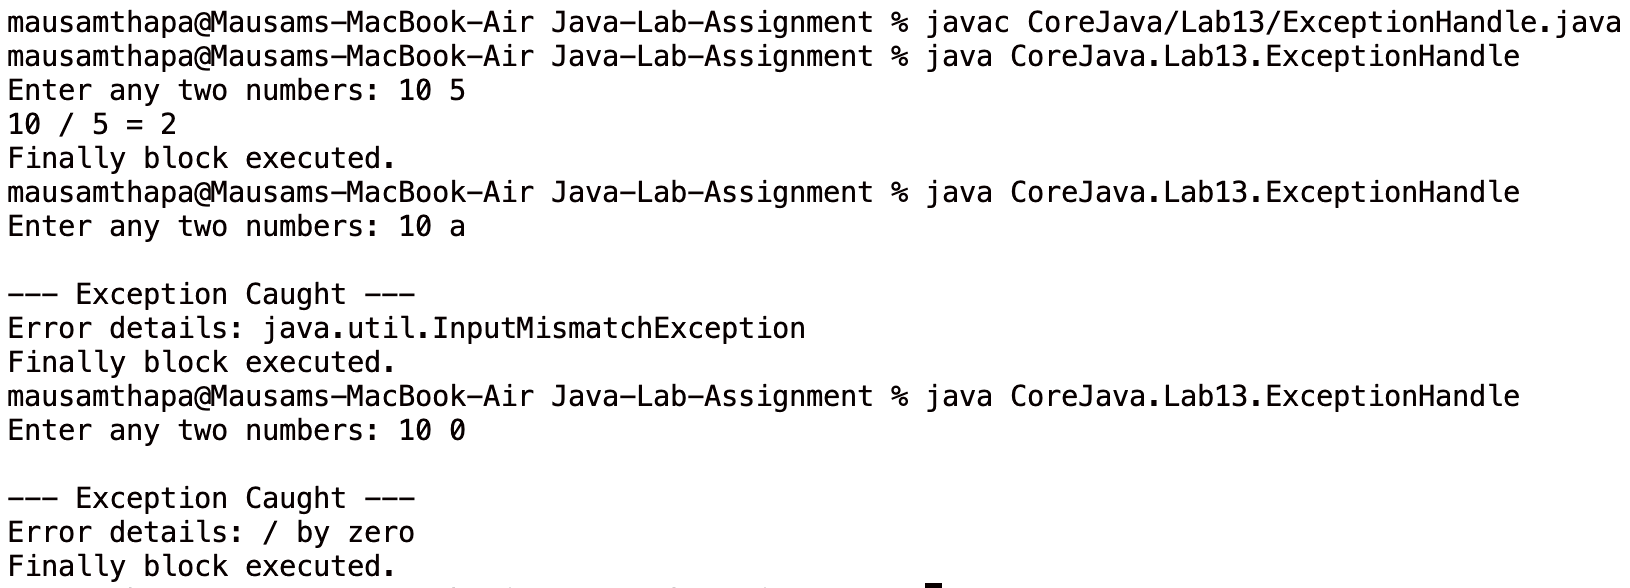 mausamthapa@Mausams-MacBook-Air Java-Lab-Assignment % javac CoreJava/Lab13/ExceptionHandle.java
mausamthapa@Mausams-MacBook-Air Java-Lab-Assignment % java CoreJava.Lab13.ExceptionHandle
Enter any two numbers: 10 5
10 / 5 = 2
Finally block executed.
mausamthapa@Mausams-MacBook-Air Java-Lab-Assignment % java CoreJava.Lab13.ExceptionHandle
Enter any two numbers: 10 a
--- Exception Caught ---
Error details: java.util.InputMismatchException
Finally block executed.
mausamthapa@Mausams-MacBook-Air Java-Lab-Assignment % java CoreJava.Lab13.ExceptionHandle
Enter any two numbers: 10 0
--- Exception Caught ---
Error details: / by zero
Finally block executed.